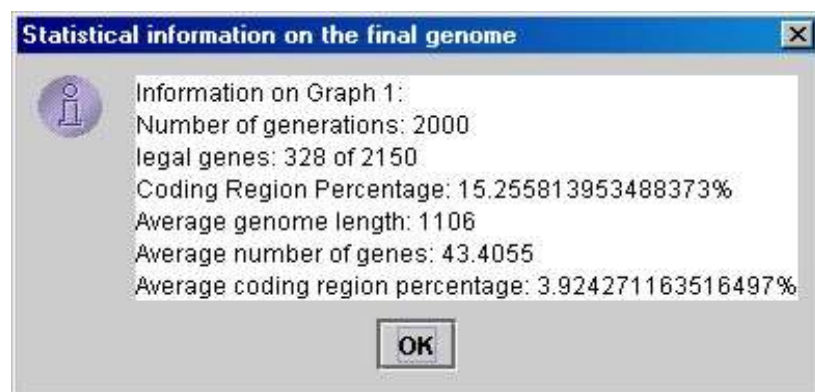 Statistical information on the final genome
Information on Graph 1:
Number of generations: 2000
legal genes: 328 of 2150
Coding Region Percentage: 15.255813953488373%
Average genome length: 1106
Average number of genes: 43.4055
Average coding region percentage: 3.924271163516497%
OK